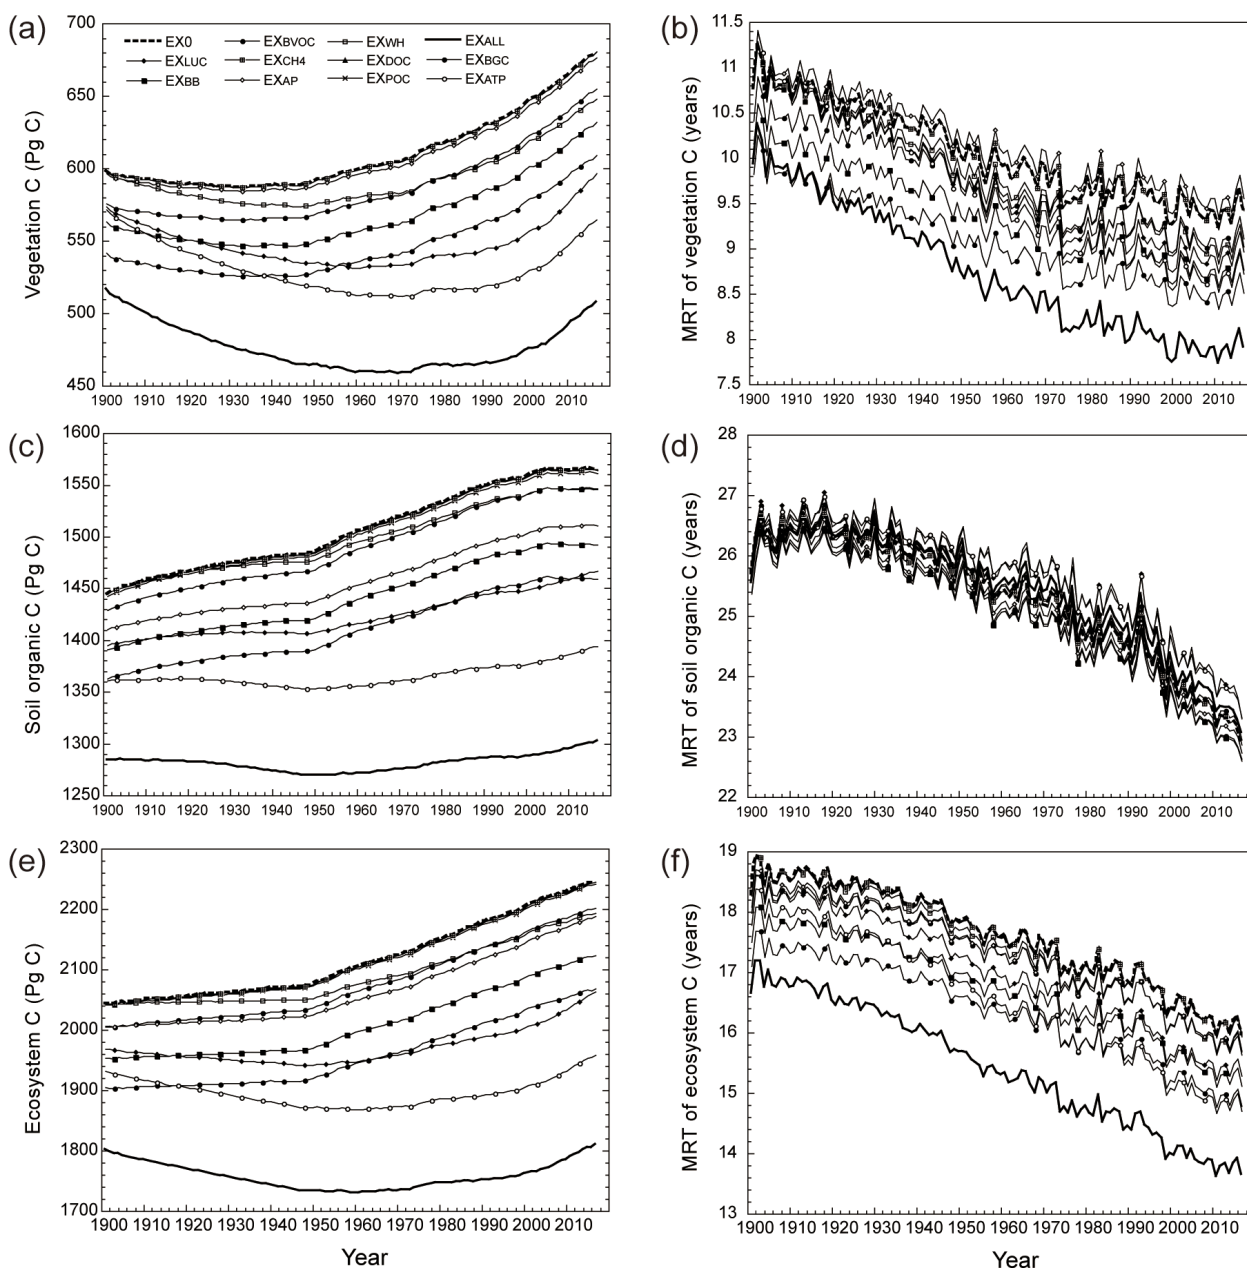 (a)
Vegetation C (Pg C)
700
650
600
550
500
450
EX0
EXBVOC
EXWH
EXALL
EXLUC
EXCH4
EXDOC
EXBGC
EXBB
EXAP
EXPOC
EXATP
1900 1910 1920 1930 1940 1950 1960 1970 1980 1990 2000 2010
(b)
MRT of vegetation C (years)
11.5
11
10.5
10
9.5
9
8.5
8
7.5
1900 1910 1920 1930 1940 1950 1960 1970 1980 1990 2000 2010
(c)
Soil organic C (Pg C)
1600
1550
1500
1450
1400
1350
1300
1250
1900 1910 1920 1930 1940 1950 1960 1970 1980 1990 2000 2010
(d)
MRT of soil organic C (years)
28
27
26
25
24
23
22
1900 1910 1920 1930 1940 1950 1960 1970 1980 1990 2000 2010
(e)
Ecosystem C (Pg C)
2300
2200
2100
2000
1900
1800
1700
1900 1910 1920 1930 1940 1950 1960 1970 1980 1990 2000 2010
Year
(f)
MRT of ecosystem C (years)
19
18
17
16
15
14
13
1900 1910 1920 1930 1940 1950 1960 1970 1980 1990 2000 2010
Year